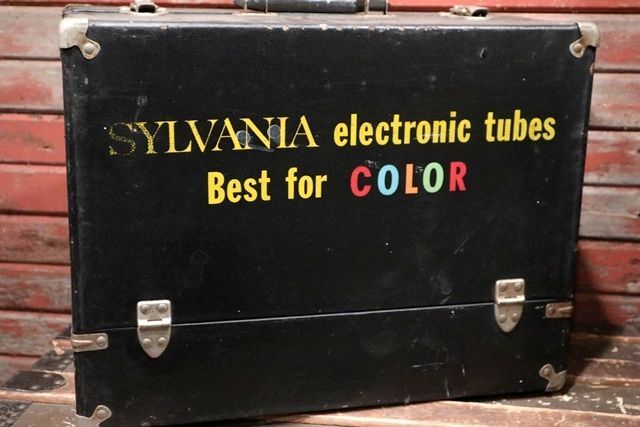 SYLVANIA electronic tubes
Best for COLOR